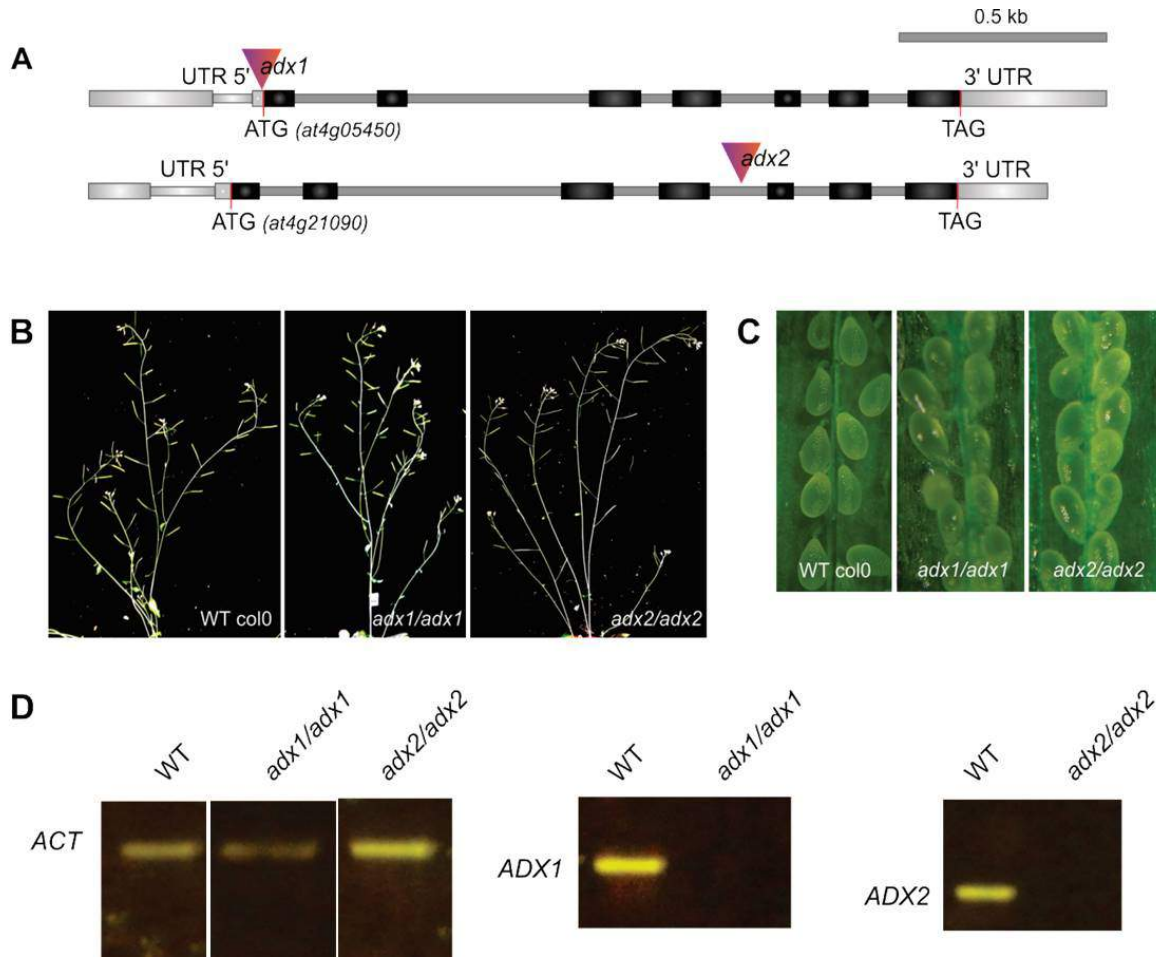 0.5 kb
A
adx1
UTR 5'
3' UTR
ATG (at4g05450)
TAG
adx2
UTR 5'
3' UTR
ATG (at4g21090)
TAG
B
WT col0
adx1/adx1
adx2/adx2
C
WT col0
adx1/adx1
adx2/adx2
D
WT
adx1/adx1
adx2/adx2
WT
adx1/adx1
WT
adx2/adx2
ACT
ADX1
ADX2